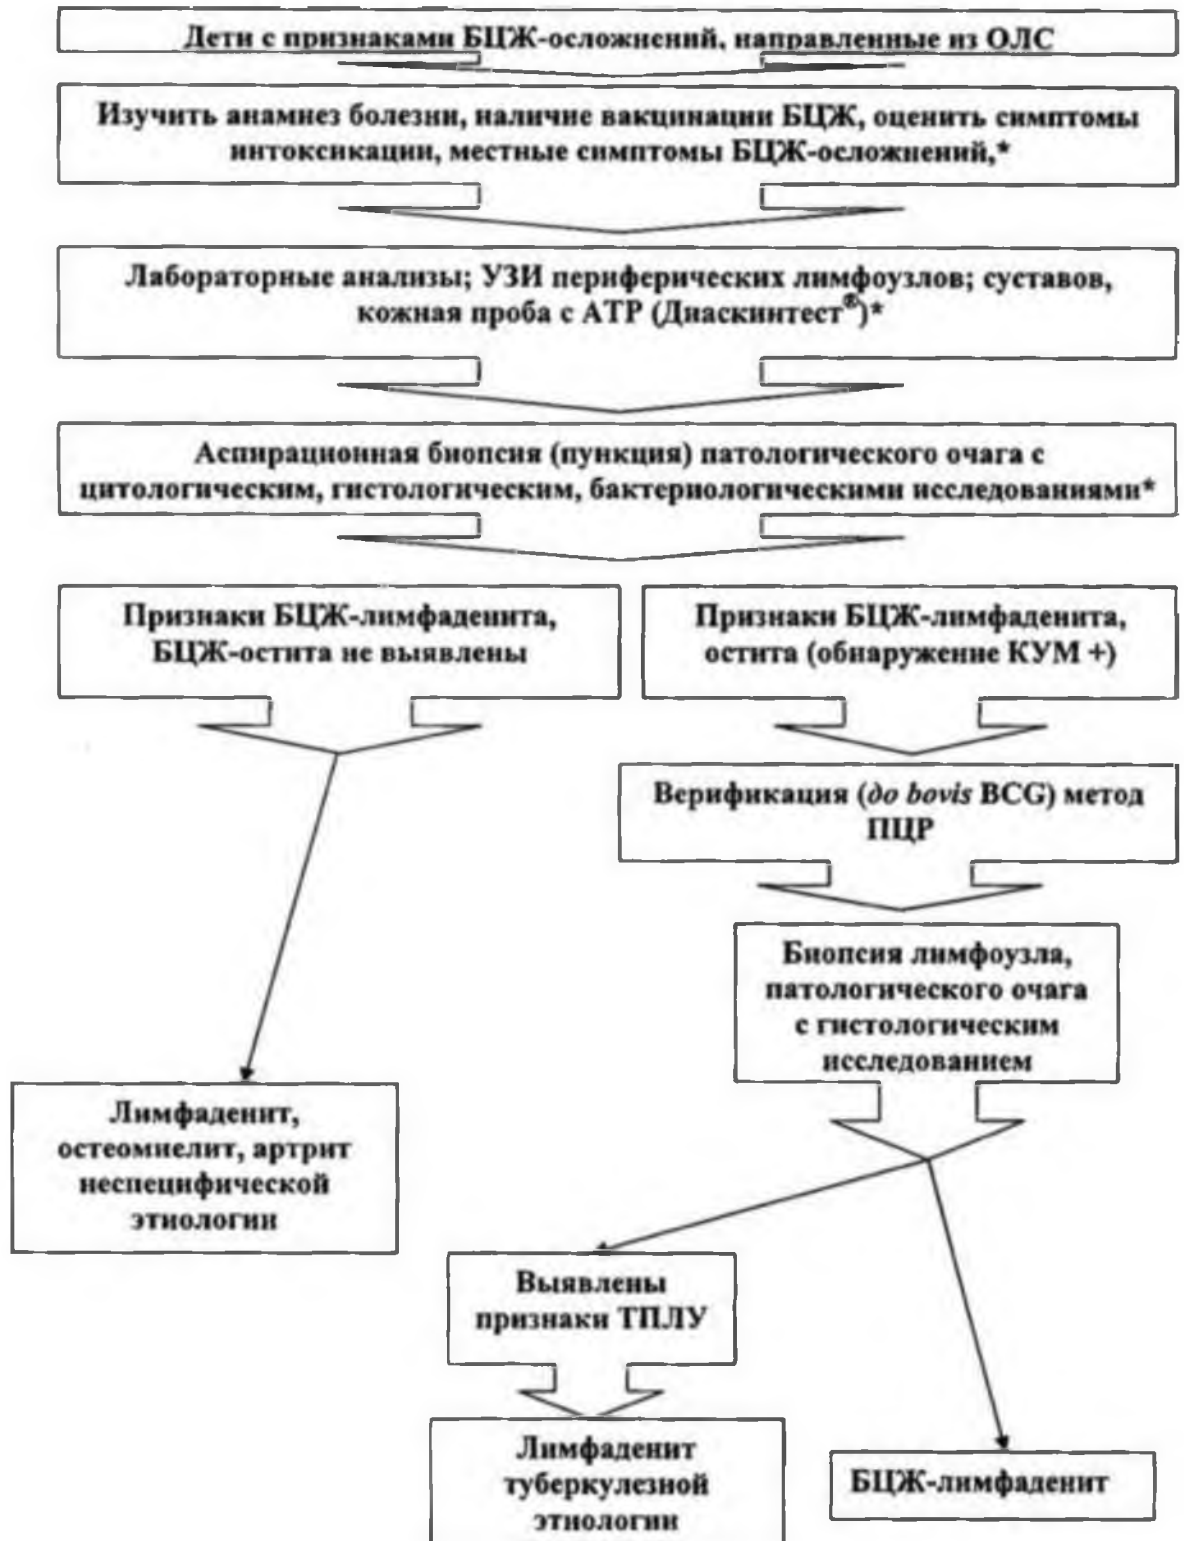 Дети с признаками БЦЖ-осложнений, направленные из ОЛС
Изучить анамнез болезни, наличие вакцинации БЦЖ, оценить симптомы
интоксикации, местные симптомы БЦЖ-осложнений,*
Лабораторные анализы; УЗИ периферических лимфоузлов; суставов,
кожная проба с АТР (Диаскинтест®)*
Аспирационная биопсия (пункция) патологического очага с
цитологическим, гистологическим, бактериологическими исследованиями*
Признаки БЦЖ-лимфаденита,
БЦЖ-остита не выявлены
Признаки БЦЖ-лимфаденита,
остита (обнаружение КУМ +)
Верификация (до bovis BCG) метод
ПЦР
Биопсия лимфоузла,
патологического очага
с гистологическим
исследованием
Лимфаденит,
остеомиелит, артрит
неспецифической
этиологии
Выявлены
признаки ТПЛУ
Лимфаденит
туберкулезной
этиологии
БЦЖ-лимфаденит